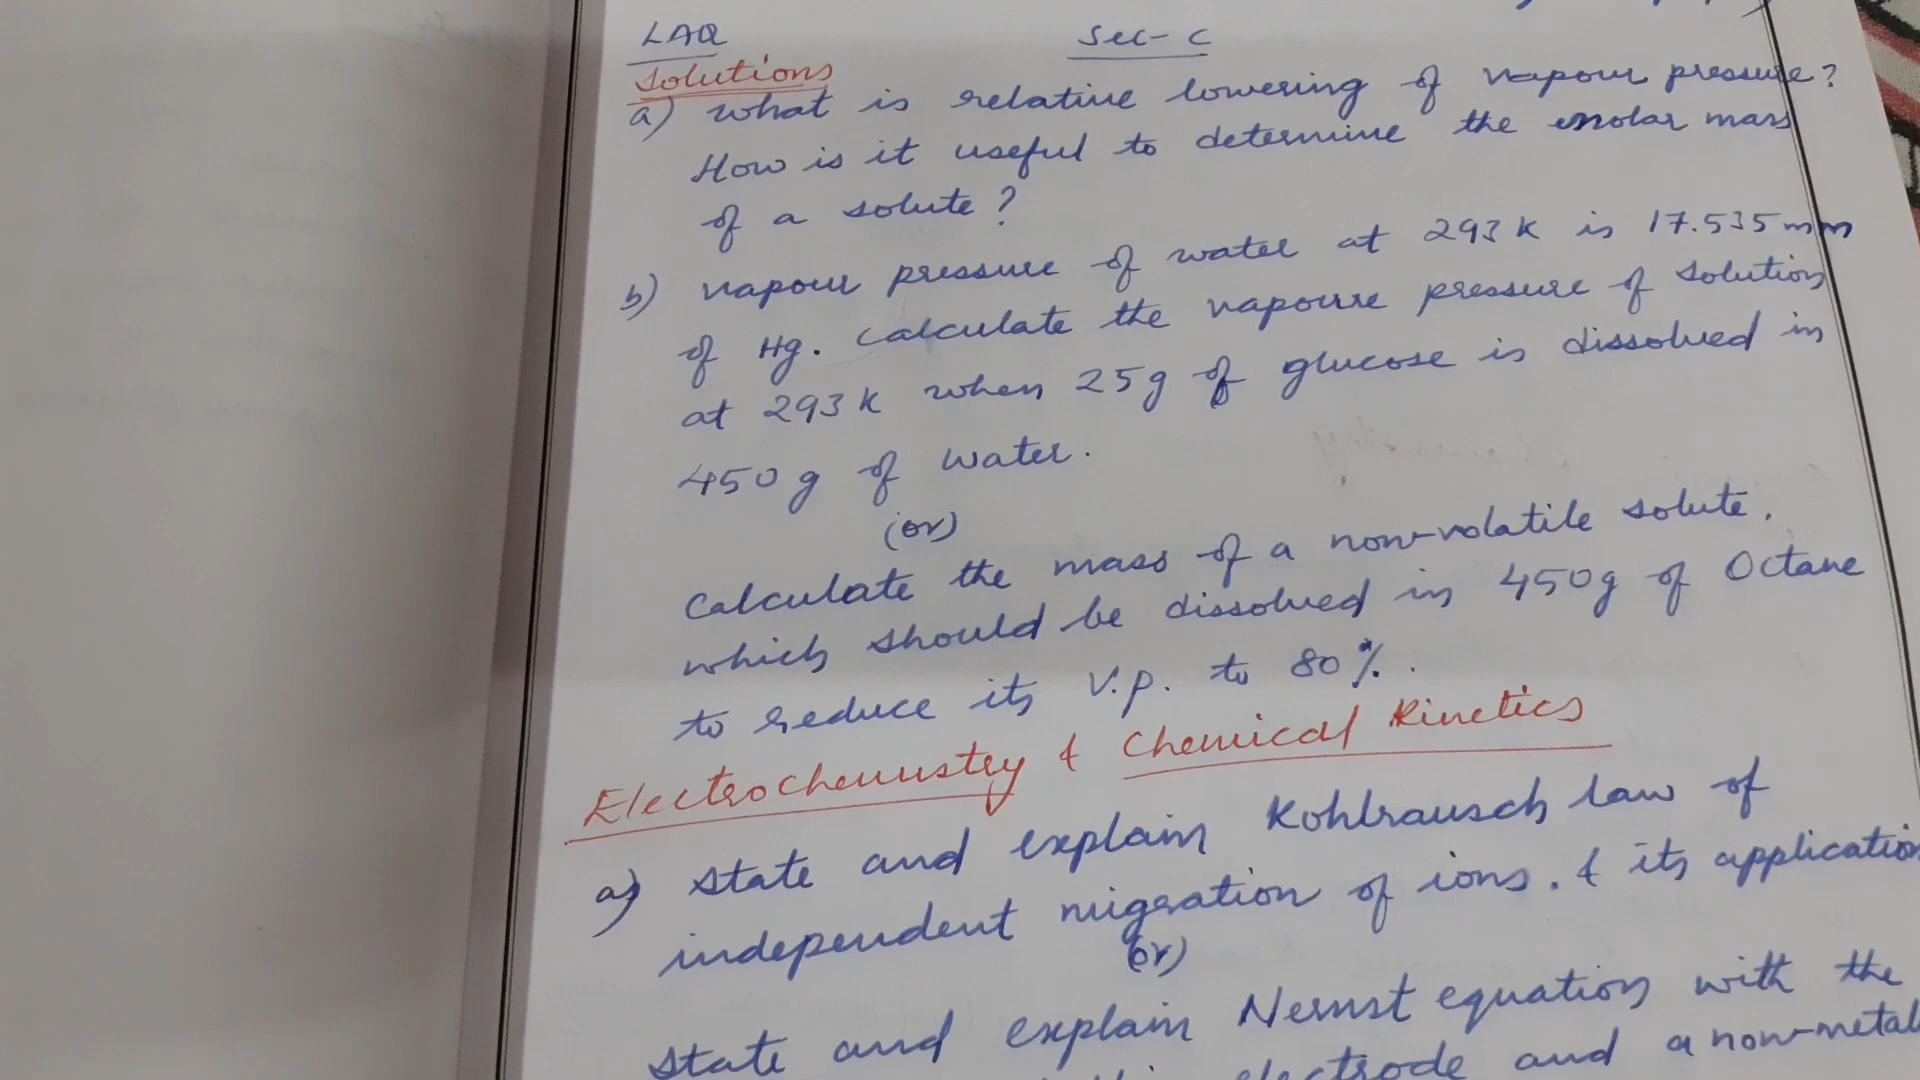 LAQ
Sec-C
Solutions
a) what is relative lowering of vapour pressure?
How is it useful to determine the molar mass
of a solute?
b) vapour pressure of water at 293 K is 17.535 mm
of Hg. calculate the vapoure pressure of solution
at 293 K when 25g of glucose is dissolved in
450 g of water.
(or)
calculate the mass of a non-volatile solute.
which should be dissolved in 450g of Octane
to reduce its V.p. to 80%.
Electrochemistry & Chemical Kinetics
a) State and explain Kohlrausch law of
independent migration of ions. & its application
(or)
State and explain Nernst equation with the
electrode and a non-metal